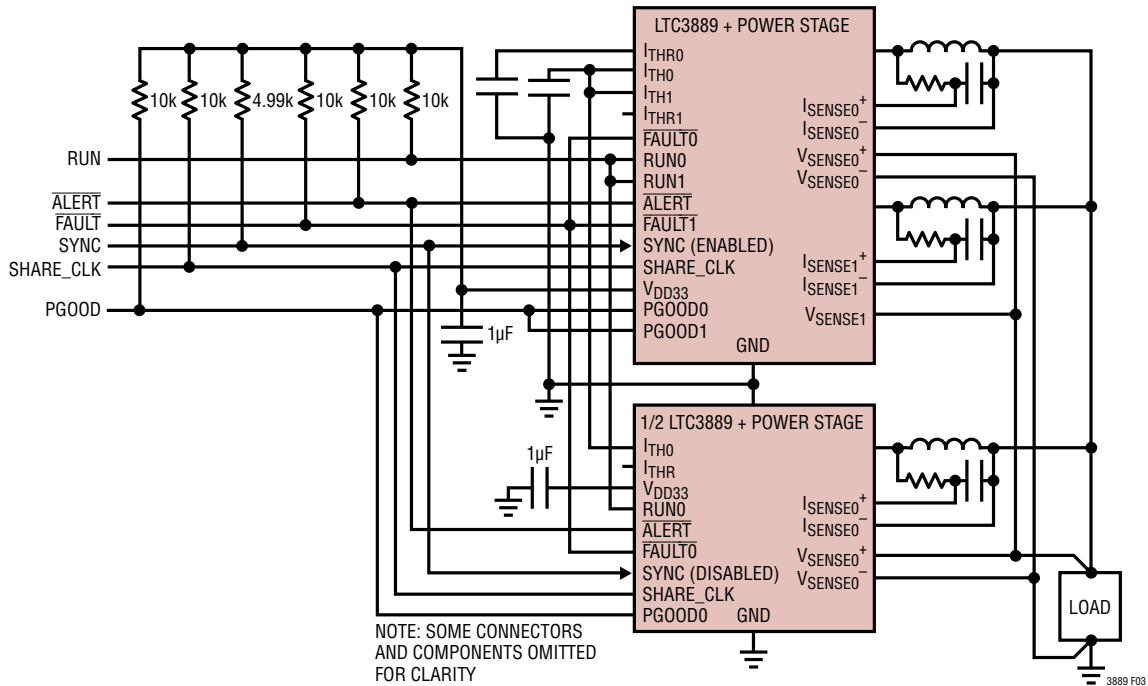 LTC3889 + POWER STAGE
ITHR0
ITH0
ITH1
ITHR1
FAULT0
RUN0
RUN1
ALERT
FAULT1
SYNC (ENABLED)
SHARE_CLK
VDD33
PGOOD0
PGOOD1
GND
ISENSE0+
ISENSE0–
VSENSE0+
VSENSE0–
ISENSE1+
ISENSE1–
VSENSE1
10k
10k
4.99k
10k
10k
10k
RUN
ALERT
FAULT
SYNC
SHARE_CLK
PGOOD
1µF
1/2 LTC3889 + POWER STAGE
ITH0
ITHR
VDD33
RUN0
ALERT
FAULT0
SYNC (DISABLED)
SHARE_CLK
PGOOD0
GND
ISENSE0+
ISENSE0–
VSENSE0+
VSENSE0–
1µF
LOAD
NOTE: SOME CONNECTORS
AND COMPONENTS OMITTED
FOR CLARITY
3889 F03